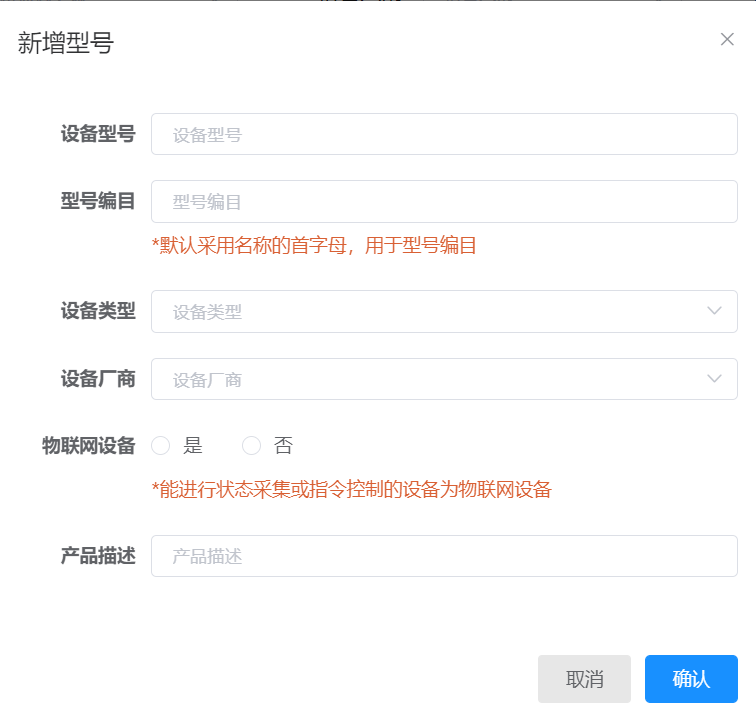 新增型号
设备型号 设备型号
型号编目 型号编目
*默认采用名称的首字母，用于型号编目
设备类型 设备类型
设备厂商 设备厂商
物联网设备 是 否
*能进行状态采集或指令控制的设备为物联网设备
产品描述 产品描述
取消 确认